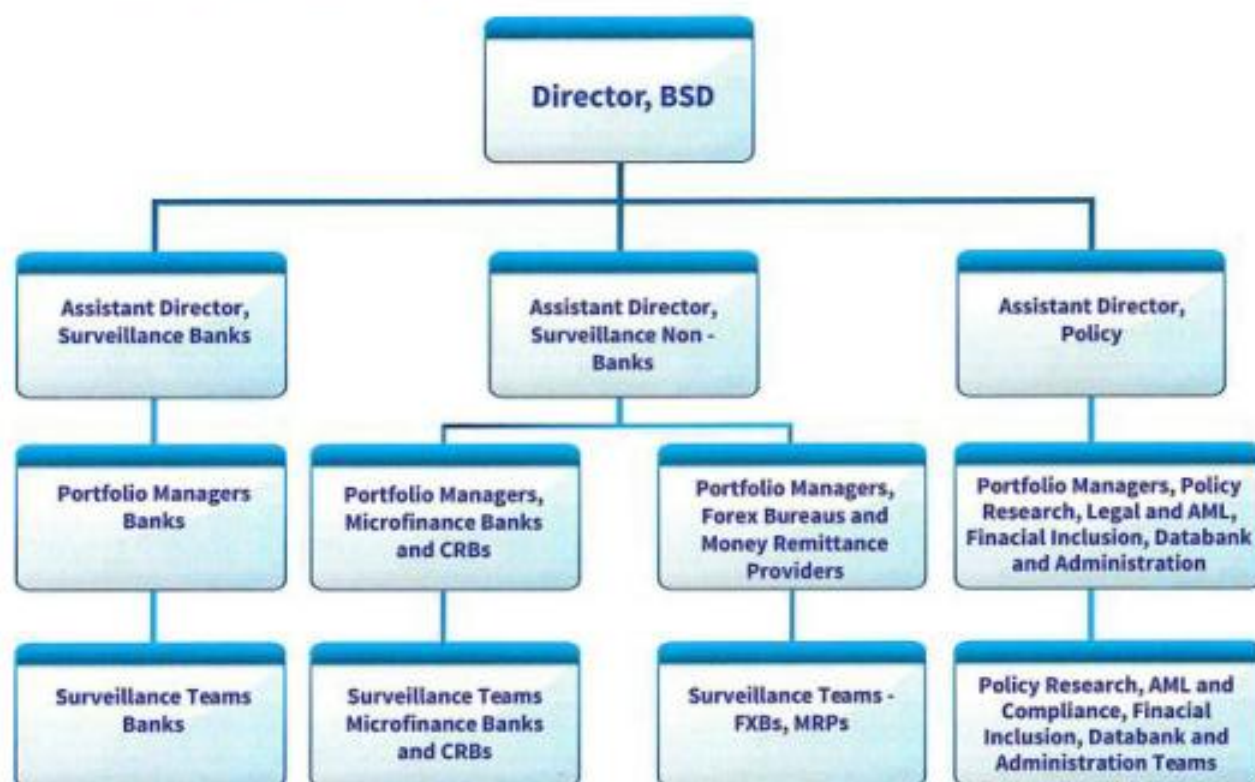 Director, BSD
Assistant Director,
Surveillance Banks
Assistant Director,
Surveillance Non -
Banks
Assistant Director,
Policy
Portfolio Managers
Banks
Portfolio Managers,
Microfinance Banks
and CRBs
Portfolio Managers,
Forex Bureaus and
Money Remittance
Providers
Portfolio Managers, Policy
Research, Legal and AML,
Finacial Inclusion, Databank
and Administration
Surveillance Teams
Banks
Surveillance Teams
Microfinance Banks
and CRBs
Surveillance Teams -
FXBs, MRPs
Policy Research, AML and
Compliance, Finacial
Inclusion, Databank and
Administration Teams